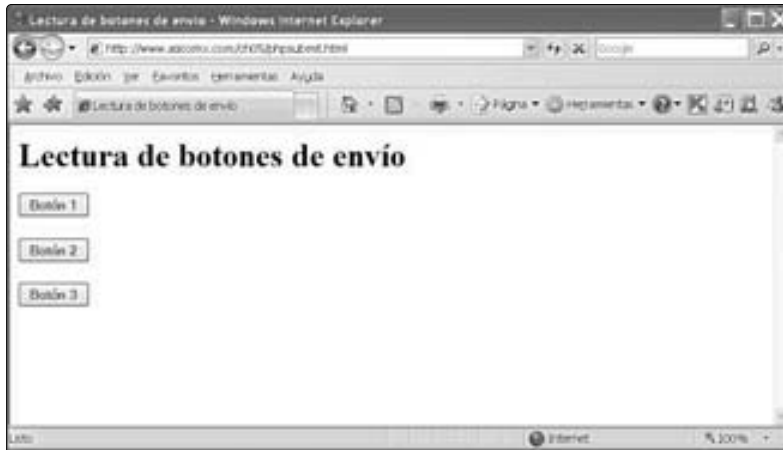 Lectura de botones de envío - Windows Internet Explorer
Archivo Edición Ver Favoritos Herramientas Ayuda
Lectura de botones de envío
Página Herramientas
Lectura de botones de envío
Botón 1
Botón 2
Botón 3
Listo
Internet
100%